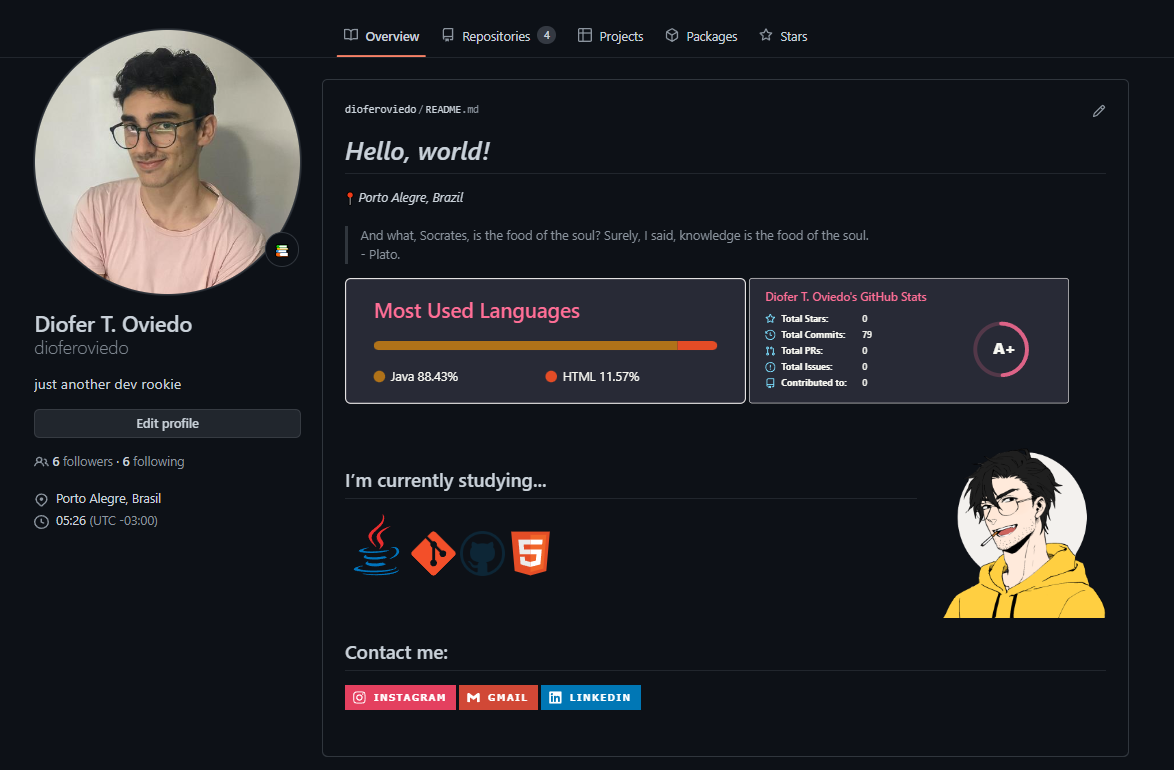 Overview Repositories 4 Projects Packages Stars
Diofer T. Oviedo
dioferoviedo
just another dev rookie
Edit profile
6 followers · 6 following
Porto Alegre, Brasil
05:26 (UTC -03:00)
dioferoviedo/README.md
Hello, world!
Porto Alegre, Brazil
And what, Socrates, is the food of the soul? Surely, I said, knowledge is the food of the soul.
- Plato.
Most Used Languages
Java 88.43% HTML 11.57%
Diofer T. Oviedo's GitHub Stats
Total Stars: 0
Total Commits: 79
Total PRs: 0
Total Issues: 0
Contributed to: 0
A+
I’m currently studying...
5
Contact me:
INSTAGRAM GMAIL LINKEDIN